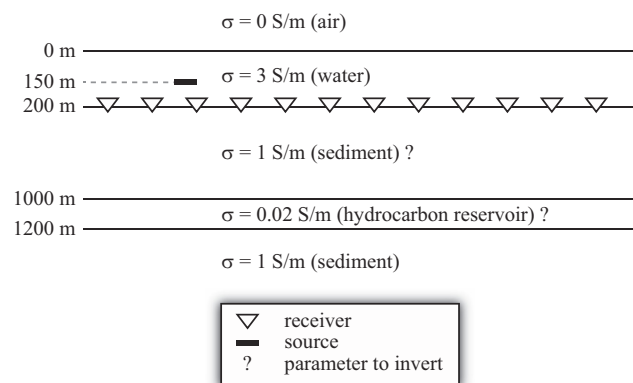 σ = 0 S/m (air)
0 m
150 m
σ = 3 S/m (water)
200 m
σ = 1 S/m (sediment) ?
1000 m
σ = 0.02 S/m (hydrocarbon reservoir) ?
1200 m
σ = 1 S/m (sediment)
receiver
source
? parameter to invert